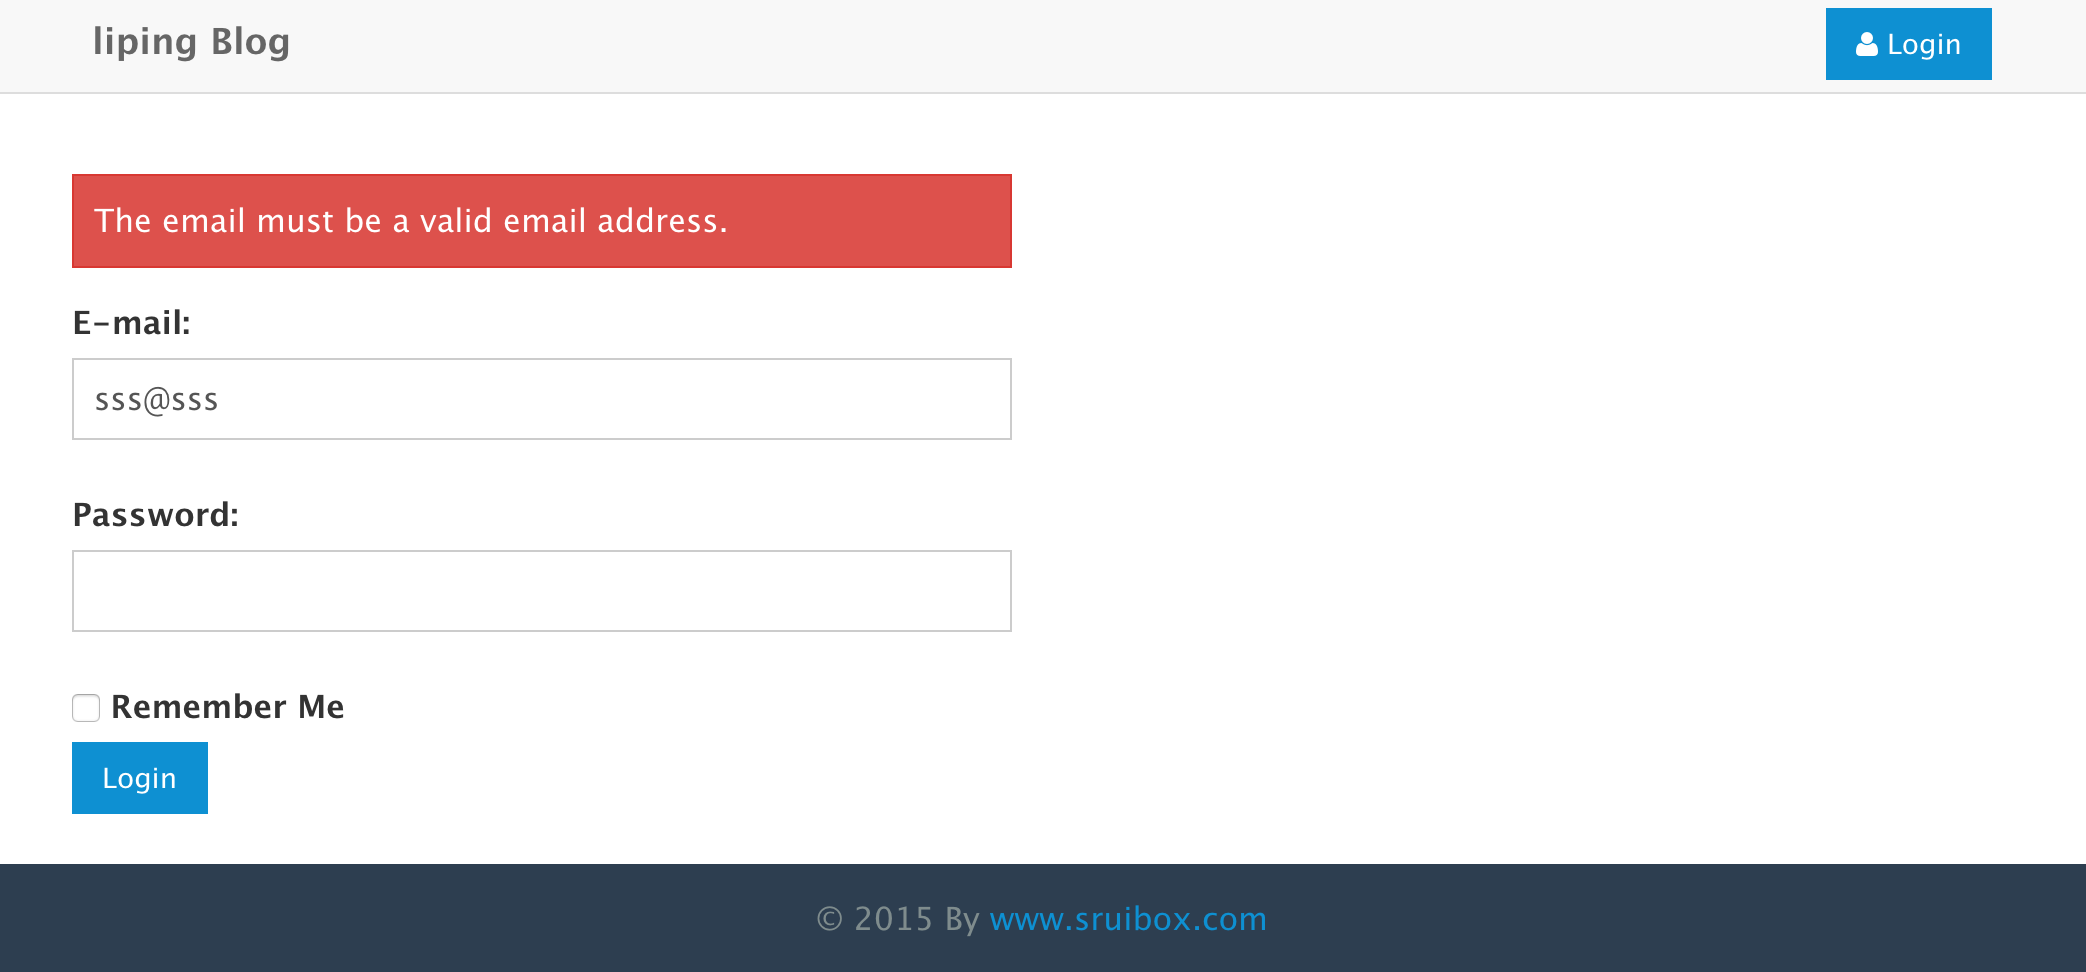 liping Blog
Login
The email must be a valid email address.
E-mail:
sss@sss
Password:
Remember Me
Login
© 2015 By www.sruibox.com